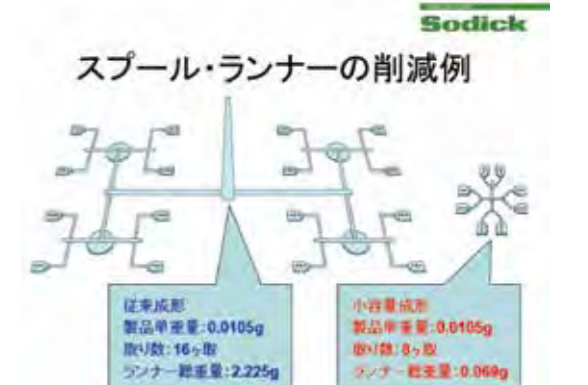 Sodick
スプール・ランナーの削減例
従来成形
製品単重量:0.0105g
取り数:16ヶ取
ランナー総重量:2.225g
小容量成形
製品単重量:0.0105g
取り数:8ヶ取
ランナー総重量:0.069g